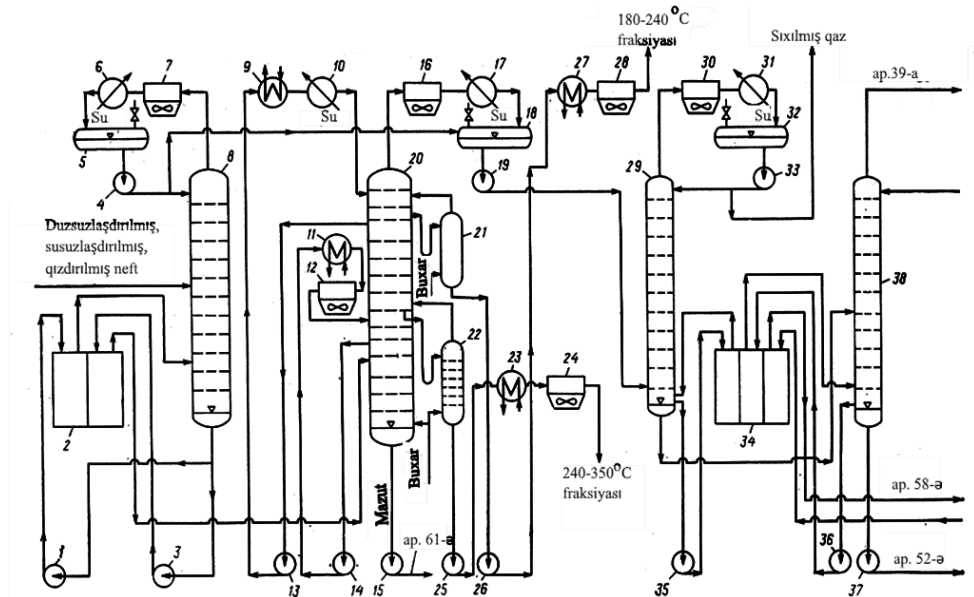 180-240°C
fraksiyası
Sıxılmış qaz
ap.39-a
6
7
9
10
16
17
27
28
30
31
Su
Su
Su
Su
5
8
18
32
4
20
19
29
33
Duzsuzlaşdırılmış,
susuzlaşdırılmış,
qızdırılmış neft
11
12
21
Buxar
38
22
23
24
2
34
Mazut
Buxar
240-350°C
fraksiyası
ap. 58-ə
ap. 61-ə
ap. 52-ə
1
3
13
14
15
25
26
35
36
37